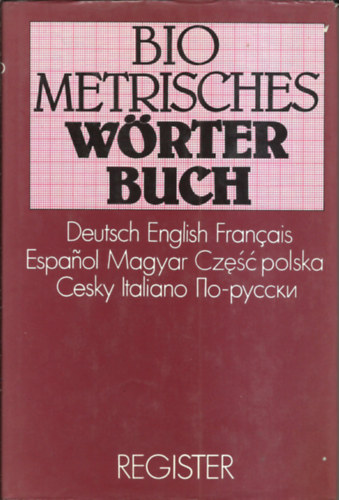 BIO
METRISCHES
WÖRTER
BUCH
Deutsch English Français
Español Magyar Część polska
Cesky Italiano По-русски
REGISTER